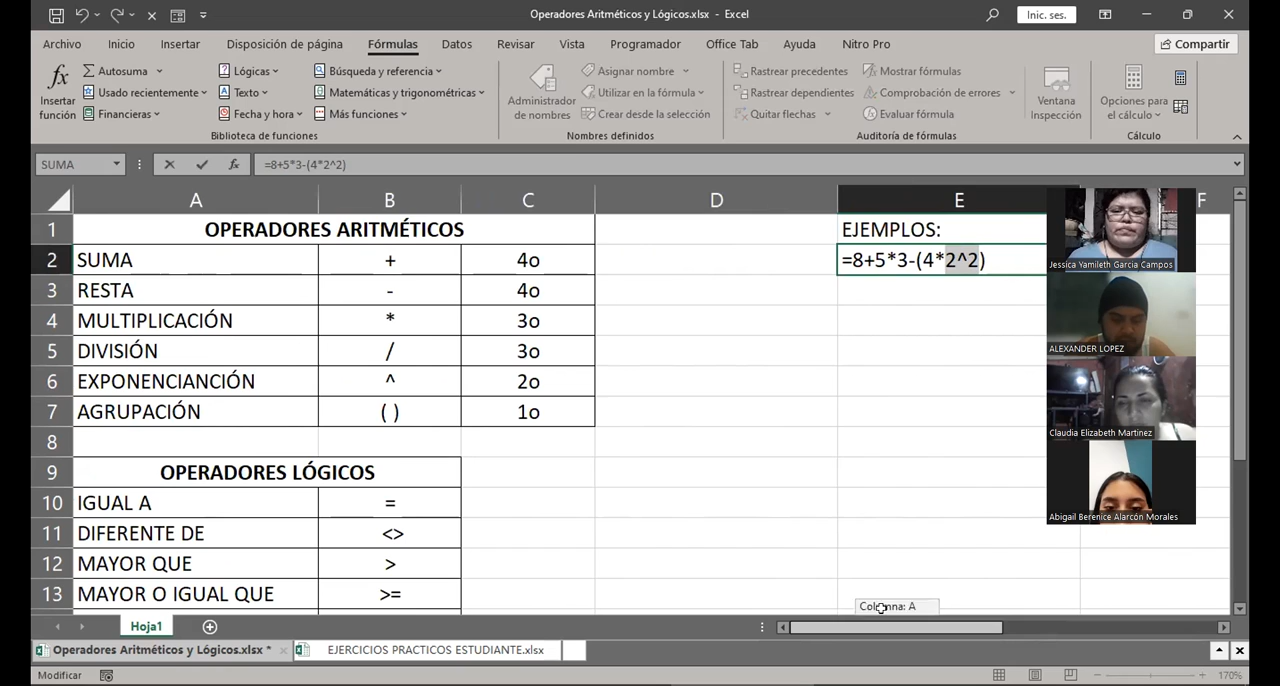 Operadores Aritméticos y Lógicos.xlsx - Excel
Inic. ses.
Archivo Inicio Insertar Disposición de página Fórmulas Datos Revisar Vista Programador Office Tab Ayuda Nitro Pro Compartir
fx
Insertar función
Autosuma
Usado recientemente
Financieras
Lógicas
Texto
Fecha y hora
Búsqueda y referencia
Matemáticas y trigonométricas
Más funciones
Biblioteca de funciones
Administrador de nombres
Asignar nombre
Utilizar en la fórmula
Crear desde la selección
Nombres definidos
Rastrear precedentes
Rastrear dependientes
Quitar flechas
Mostrar fórmulas
Comprobación de errores
Evaluar fórmula
Auditoría de fórmulas
Ventana Inspección
Opciones para el cálculo
Cálculo
SUMA fx =8+5*3-(4*2^2)
A B C D E F
1 OPERADORES ARITMÉTICOS EJEMPLOS:
2 SUMA + 4o =8+5*3-(4*2^2)
3 RESTA - 4o
4 MULTIPLICACIÓN * 3o
5 DIVISIÓN / 3o
6 EXPONENCIANCIÓN ^ 2o
7 AGRUPACIÓN ( ) 1o
8
9 OPERADORES LÓGICOS
10 IGUAL A =
11 DIFERENTE DE <>
12 MAYOR QUE >
13 MAYOR O IGUAL QUE >=
Jessica Yamileth Garcia Campos
ALEXANDER LOPEZ
Claudia Elizabeth Martinez
Abigail Berenice Alarcón Morales
Columna: A
Hoja1
Operadores Aritméticos y Lógicos.xlsx * EJERCICIOS PRACTICOS ESTUDIANTE.xlsx
Modificar 170%